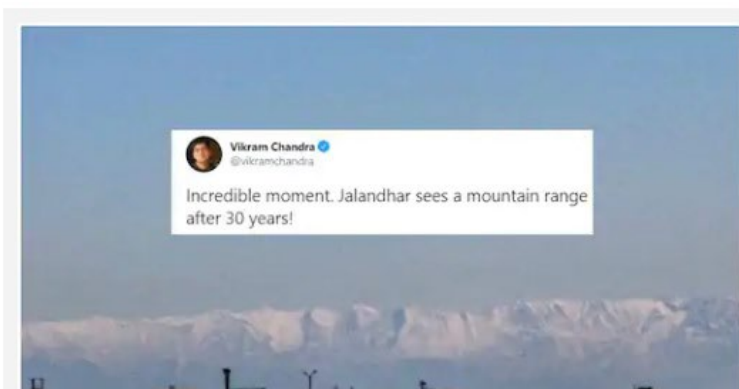 Vikram Chandra
@vikramchandra
Incredible moment. Jalandhar sees a mountain range
after 30 years!